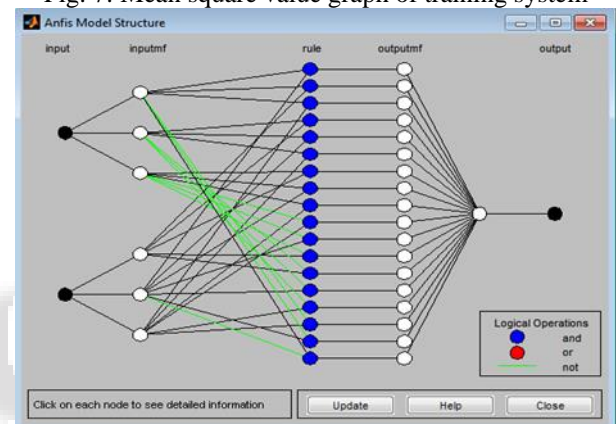 Fig. 7. Mean square value graph of training system
Anfis Model Structure
input inputmf rule outputmf output
Logical Operations
and
or
not
Click on each node to see detailed information
Update Help Close